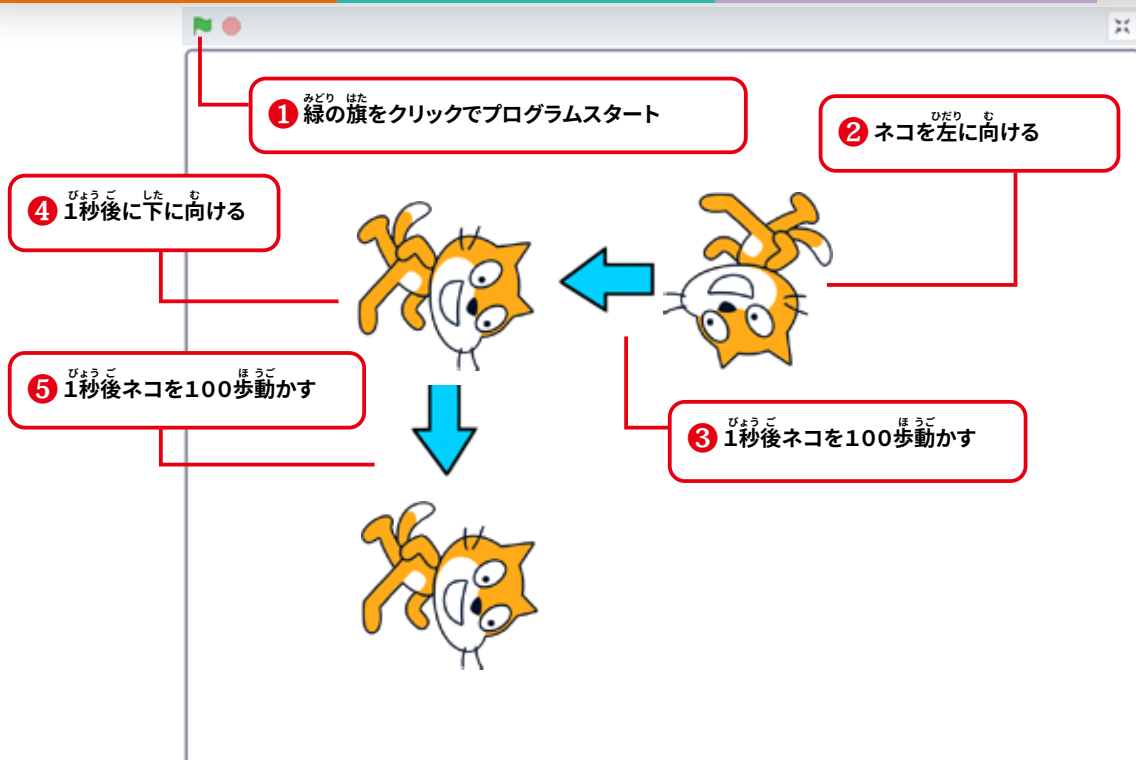 ❶ 緑の旗をクリックでプログラムスタート
みどり はた
❷ ネコを左に向ける
ひだり む
❸ 1秒後ネコを100歩動かす
びょう ご ほ うご
❹ 1秒後に下に向ける
びょう ご した む
❺ 1秒後ネコを100歩動かす
びょう ご ほ うご